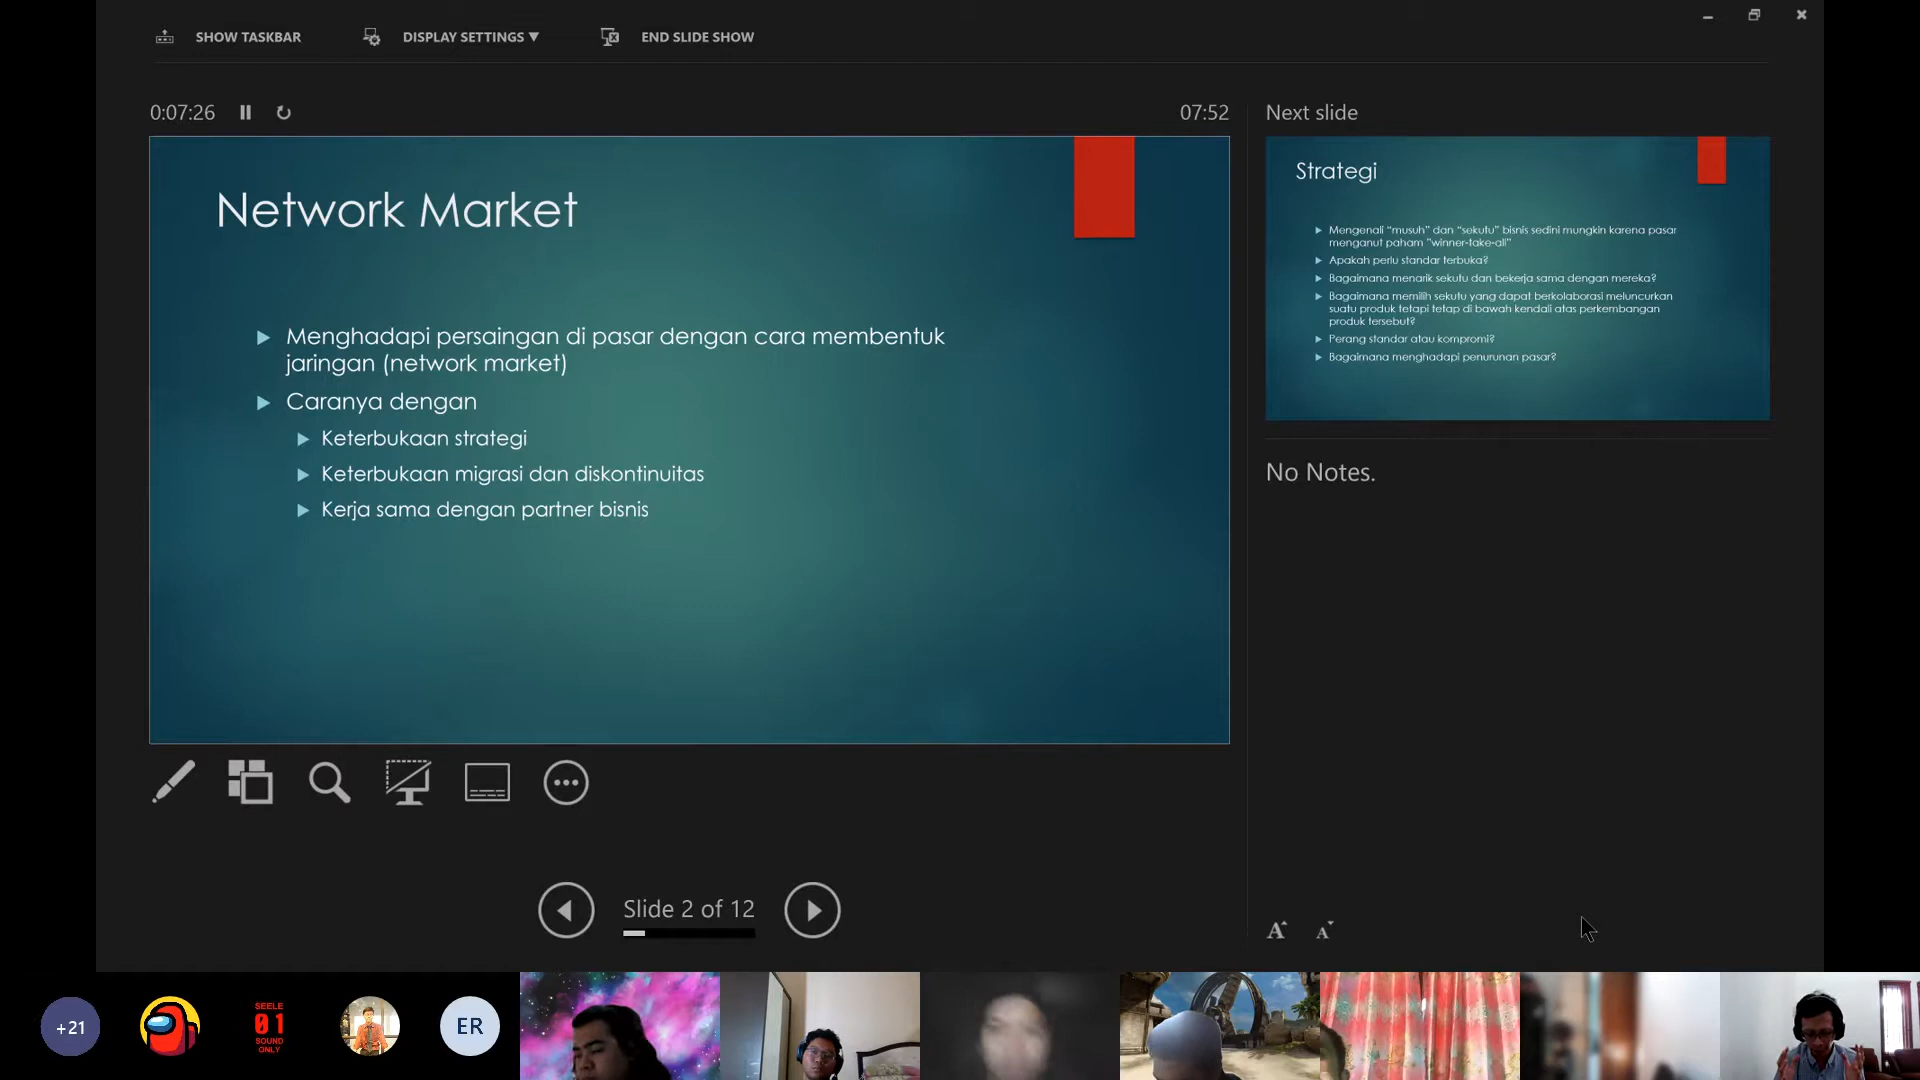 SHOW TASKBAR
DISPLAY SETTINGS ▼
END SLIDE SHOW
0:07:26
07:52
Network Market
Menghadapi persaingan di pasar dengan cara membentuk
jaringan (network market)
Caranya dengan
Keterbukaan strategi
Keterbukaan migrasi dan diskontinuitas
Kerja sama dengan partner bisnis
Next slide
Strategi
Mengenali “musuh” dan “sekutu” bisnis sedini mungkin karena pasar
menganut paham “winner-take-all”
Apakah perlu standar terbuka?
Bagaimana menarik sekutu dan bekerja sama dengan mereka?
Bagaimana memilih sekutu yang dapat berkolaborasi meluncurkan
suatu produk tetapi tetap di bawah kendali atas perkembangan
produk tersebut?
Perang standar atau kompromi?
Bagaimana menghadapi penurunan pasar?
No Notes.
Slide 2 of 12
A A
+21
SEELE
01
SOUND
ONLY
ER